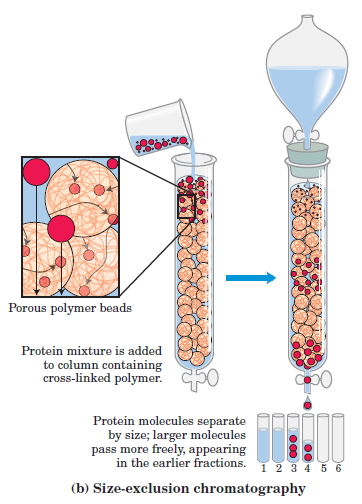 Porous polymer beads
Protein mixture is added
to column containing
cross-linked polymer.
Protein molecules separate
by size; larger molecules
pass more freely, appearing
in the earlier fractions.
1 2 3 4 5 6
(b) Size-exclusion chromatography